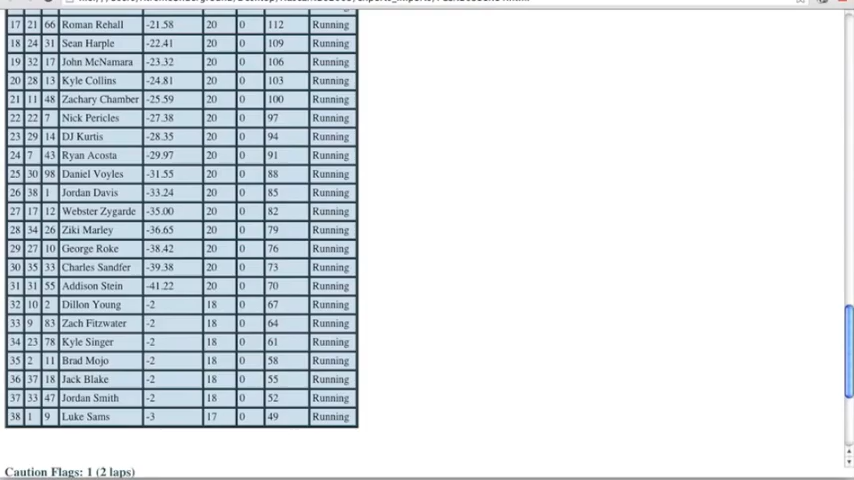 17 21 66 Roman Rehall -21.58 20 0 112 Running
18 24 31 Sean Harple -22.41 20 0 109 Running
19 32 17 John McNamara -23.32 20 0 106 Running
20 28 13 Kyle Collins -24.81 20 0 103 Running
21 11 48 Zachary Chamber -25.59 20 0 100 Running
22 22 7 Nick Pericles -27.38 20 0 97 Running
23 29 14 DJ Kurtis -28.35 20 0 94 Running
24 7 43 Ryan Acosta -29.97 20 0 91 Running
25 30 98 Daniel Voyles -31.55 20 0 88 Running
26 38 1 Jordan Davis -33.24 20 0 85 Running
27 17 12 Webster Zygarde -35.00 20 0 82 Running
28 34 26 Ziki Marley -36.65 20 0 79 Running
29 27 10 George Roke -38.42 20 0 76 Running
30 35 33 Charles Sandfer -39.38 20 0 73 Running
31 31 55 Addison Stein -41.22 20 0 70 Running
32 10 2 Dillon Young -2 18 0 67 Running
33 9 83 Zach Fitzwater -2 18 0 64 Running
34 23 78 Kyle Singer -2 18 0 61 Running
35 2 11 Brad Mojo -2 18 0 58 Running
36 37 18 Jack Blake -2 18 0 55 Running
37 33 47 Jordan Smith -2 18 0 52 Running
38 1 9 Luke Sams -3 17 0 49 Running
Caution Flags: 1 (2 laps)